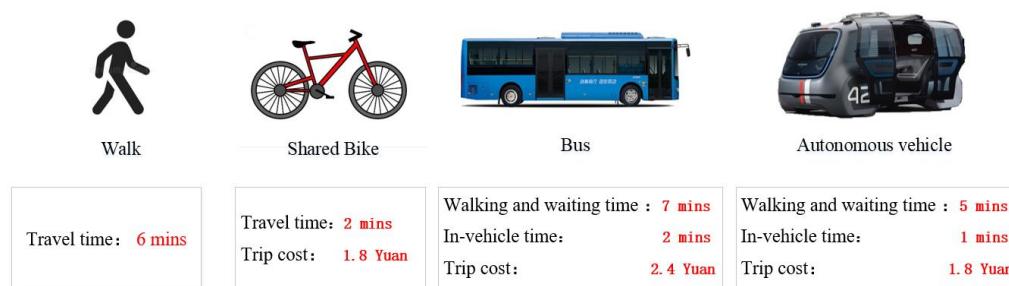 Walk
Shared Bike
Bus
Autonomous vehicle
42
Travel time： 6 mins
Travel time：2 mins
Trip cost： 1.8 Yuan
Walking and waiting time ：7 mins
In-vehicle time： 2 mins
Trip cost： 2.4 Yuan
Walking and waiting time ：5 mins
In-vehicle time： 1 mins
Trip cost： 1.8 Yuan